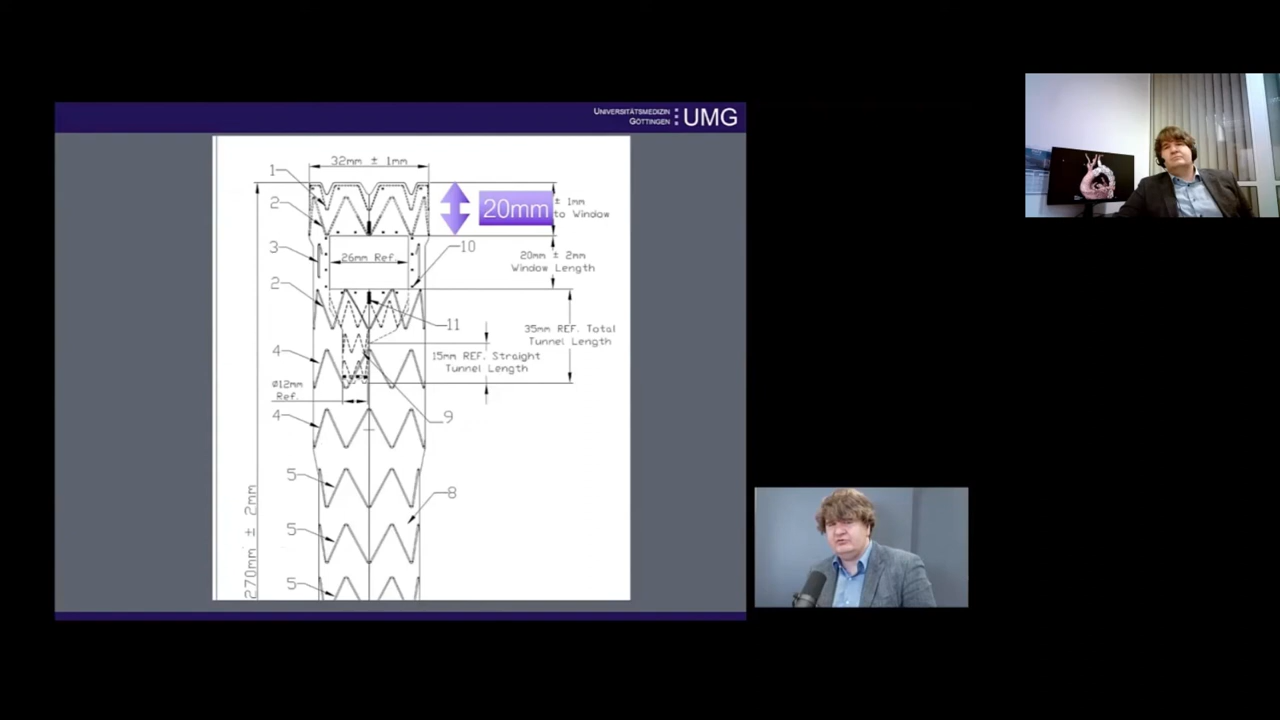 UNIVERSITÄTSMEDIZIN
GÖTTINGEN
UMG
32mm ± 1mm
1
2
20mm
± 1mm
to Window
3
26mm Ref.
10
20mm ± 2mm
Window Length
2
11
35mm REF. Total
Tunnel Length
4
15mm REF. Straight
Tunnel Length
Ø12mm
Ref.
4
9
5
8
5
5
270mm ± 2mm